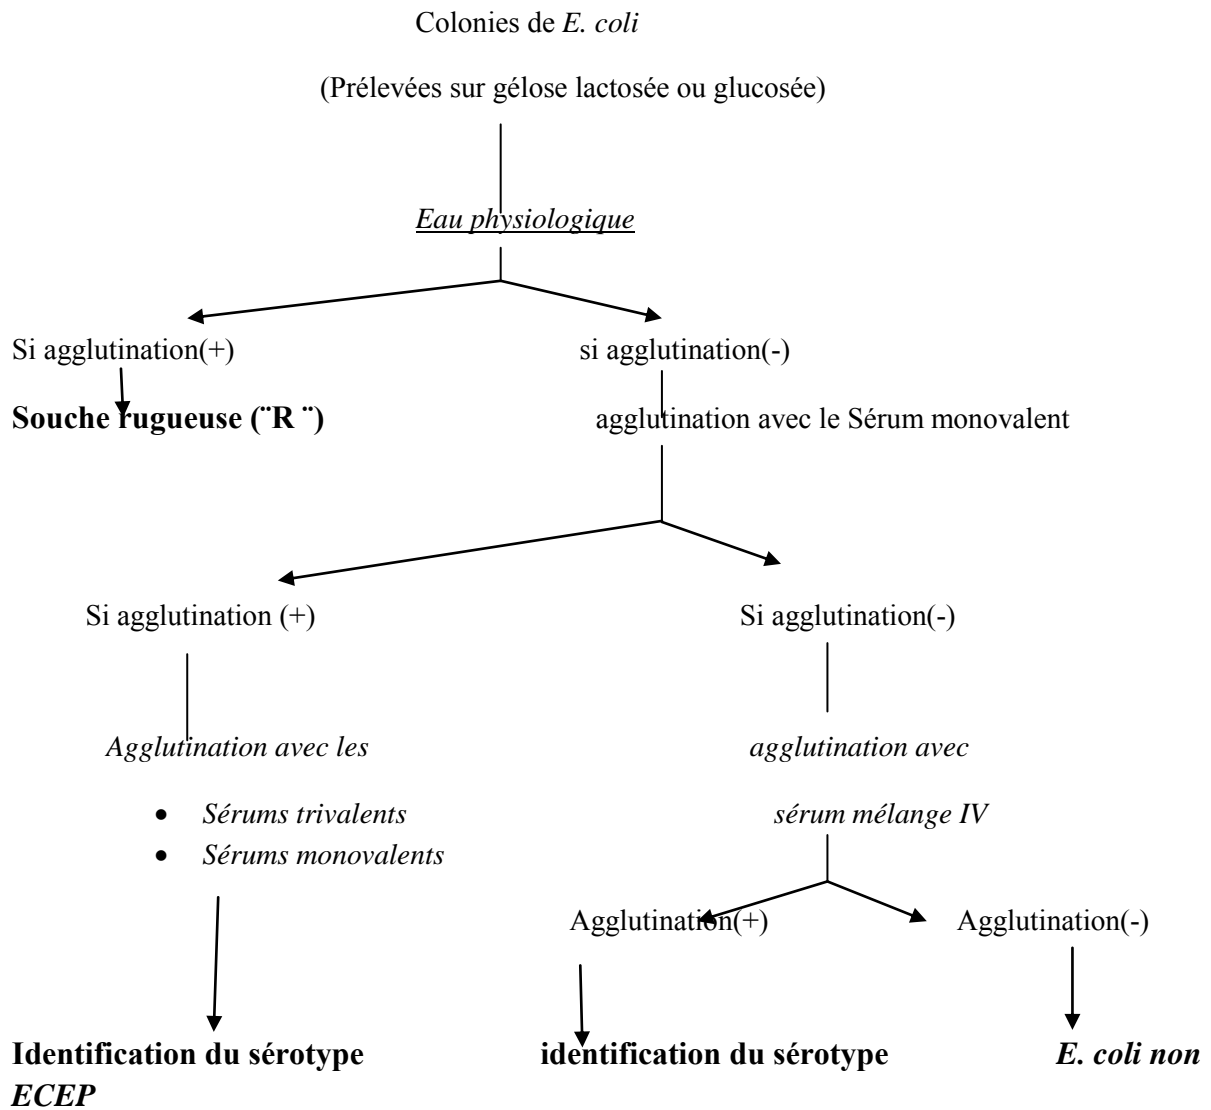 Colonies de E. coli
(Prélevées sur gélose lactosée ou glucosée)
Eau physiologique
Si agglutination(+)
si agglutination(-)
Souche rugueuse (¨R ¨)
agglutination avec le Sérum monovalent
Si agglutination (+)
Si agglutination(-)
Agglutination avec les
agglutination avec
• Sérums trivalents
sérum mélange IV
• Sérums monovalents
Agglutination(+)
Agglutination(-)
Identification du sérotype
identification du sérotype
E. coli non
ECEP